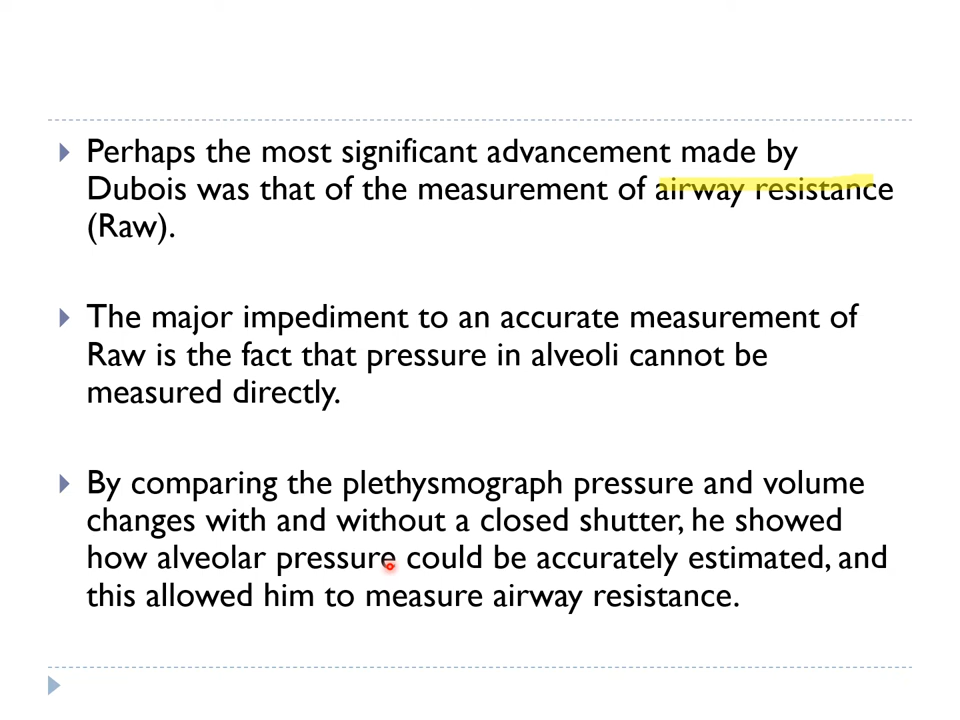 Perhaps the most significant advancement made by
Dubois was that of the measurement of airway resistance
(Raw).
The major impediment to an accurate measurement of
Raw is the fact that pressure in alveoli cannot be
measured directly.
By comparing the plethysmograph pressure and volume
changes with and without a closed shutter, he showed
how alveolar pressure could be accurately estimated, and
this allowed him to measure airway resistance.